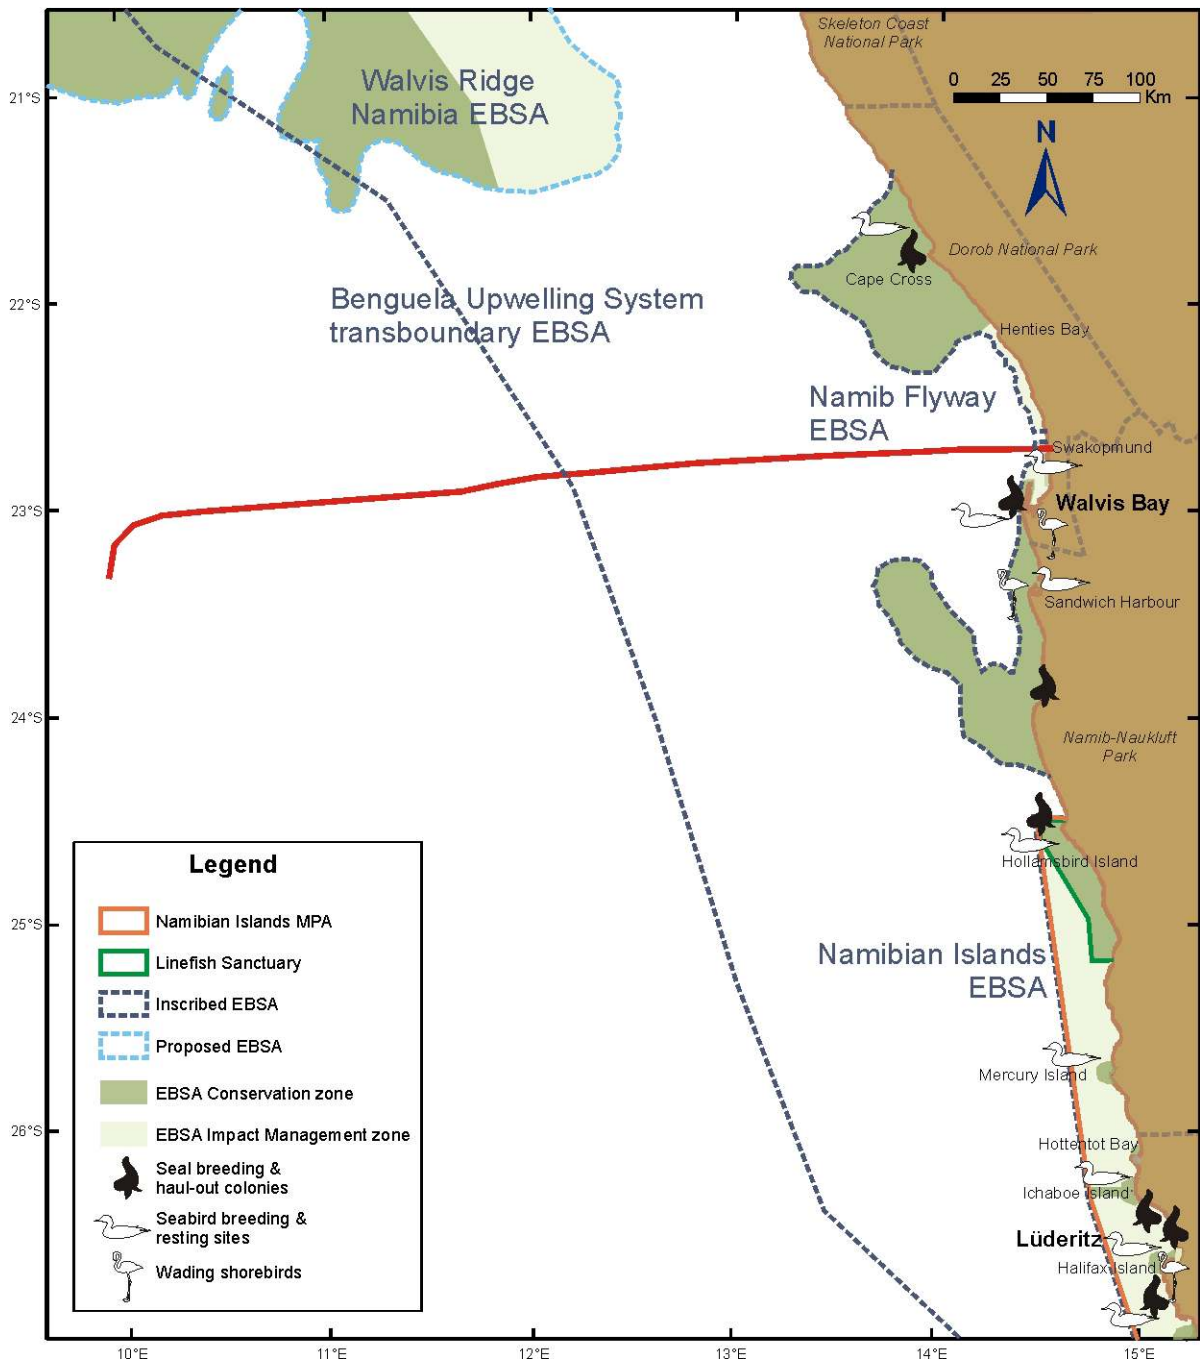 Skeleton Coast
National Park
0 25 50 75 100
Km
N
Walvis Ridge
Namibia EBSA
21°S
Dorob National Park
Cape Cross
Benguela Upwelling System
transboundary EBSA
22°S
Henties Bay
Namib Flyway
EBSA
Swakopmund
23°S
Walvis Bay
Sandwich Harbour
24°S
Namib-Naukluft
Park
Hollamsbird Island
25°S
Namibian Islands
EBSA
Mercury Island
26°S
Hottentot Bay
Ichaboe Island
Lüderitz
Halifax Island
Legend
Namibian Islands MPA
Linefish Sanctuary
Inscribed EBSA
Proposed EBSA
EBSA Conservation zone
EBSA Impact Management zone
Seal breeding &
haul-out colonies
Seabird breeding &
resting sites
Wading shorebirds
10°E 11°E 12°E 13°E 14°E 15°E